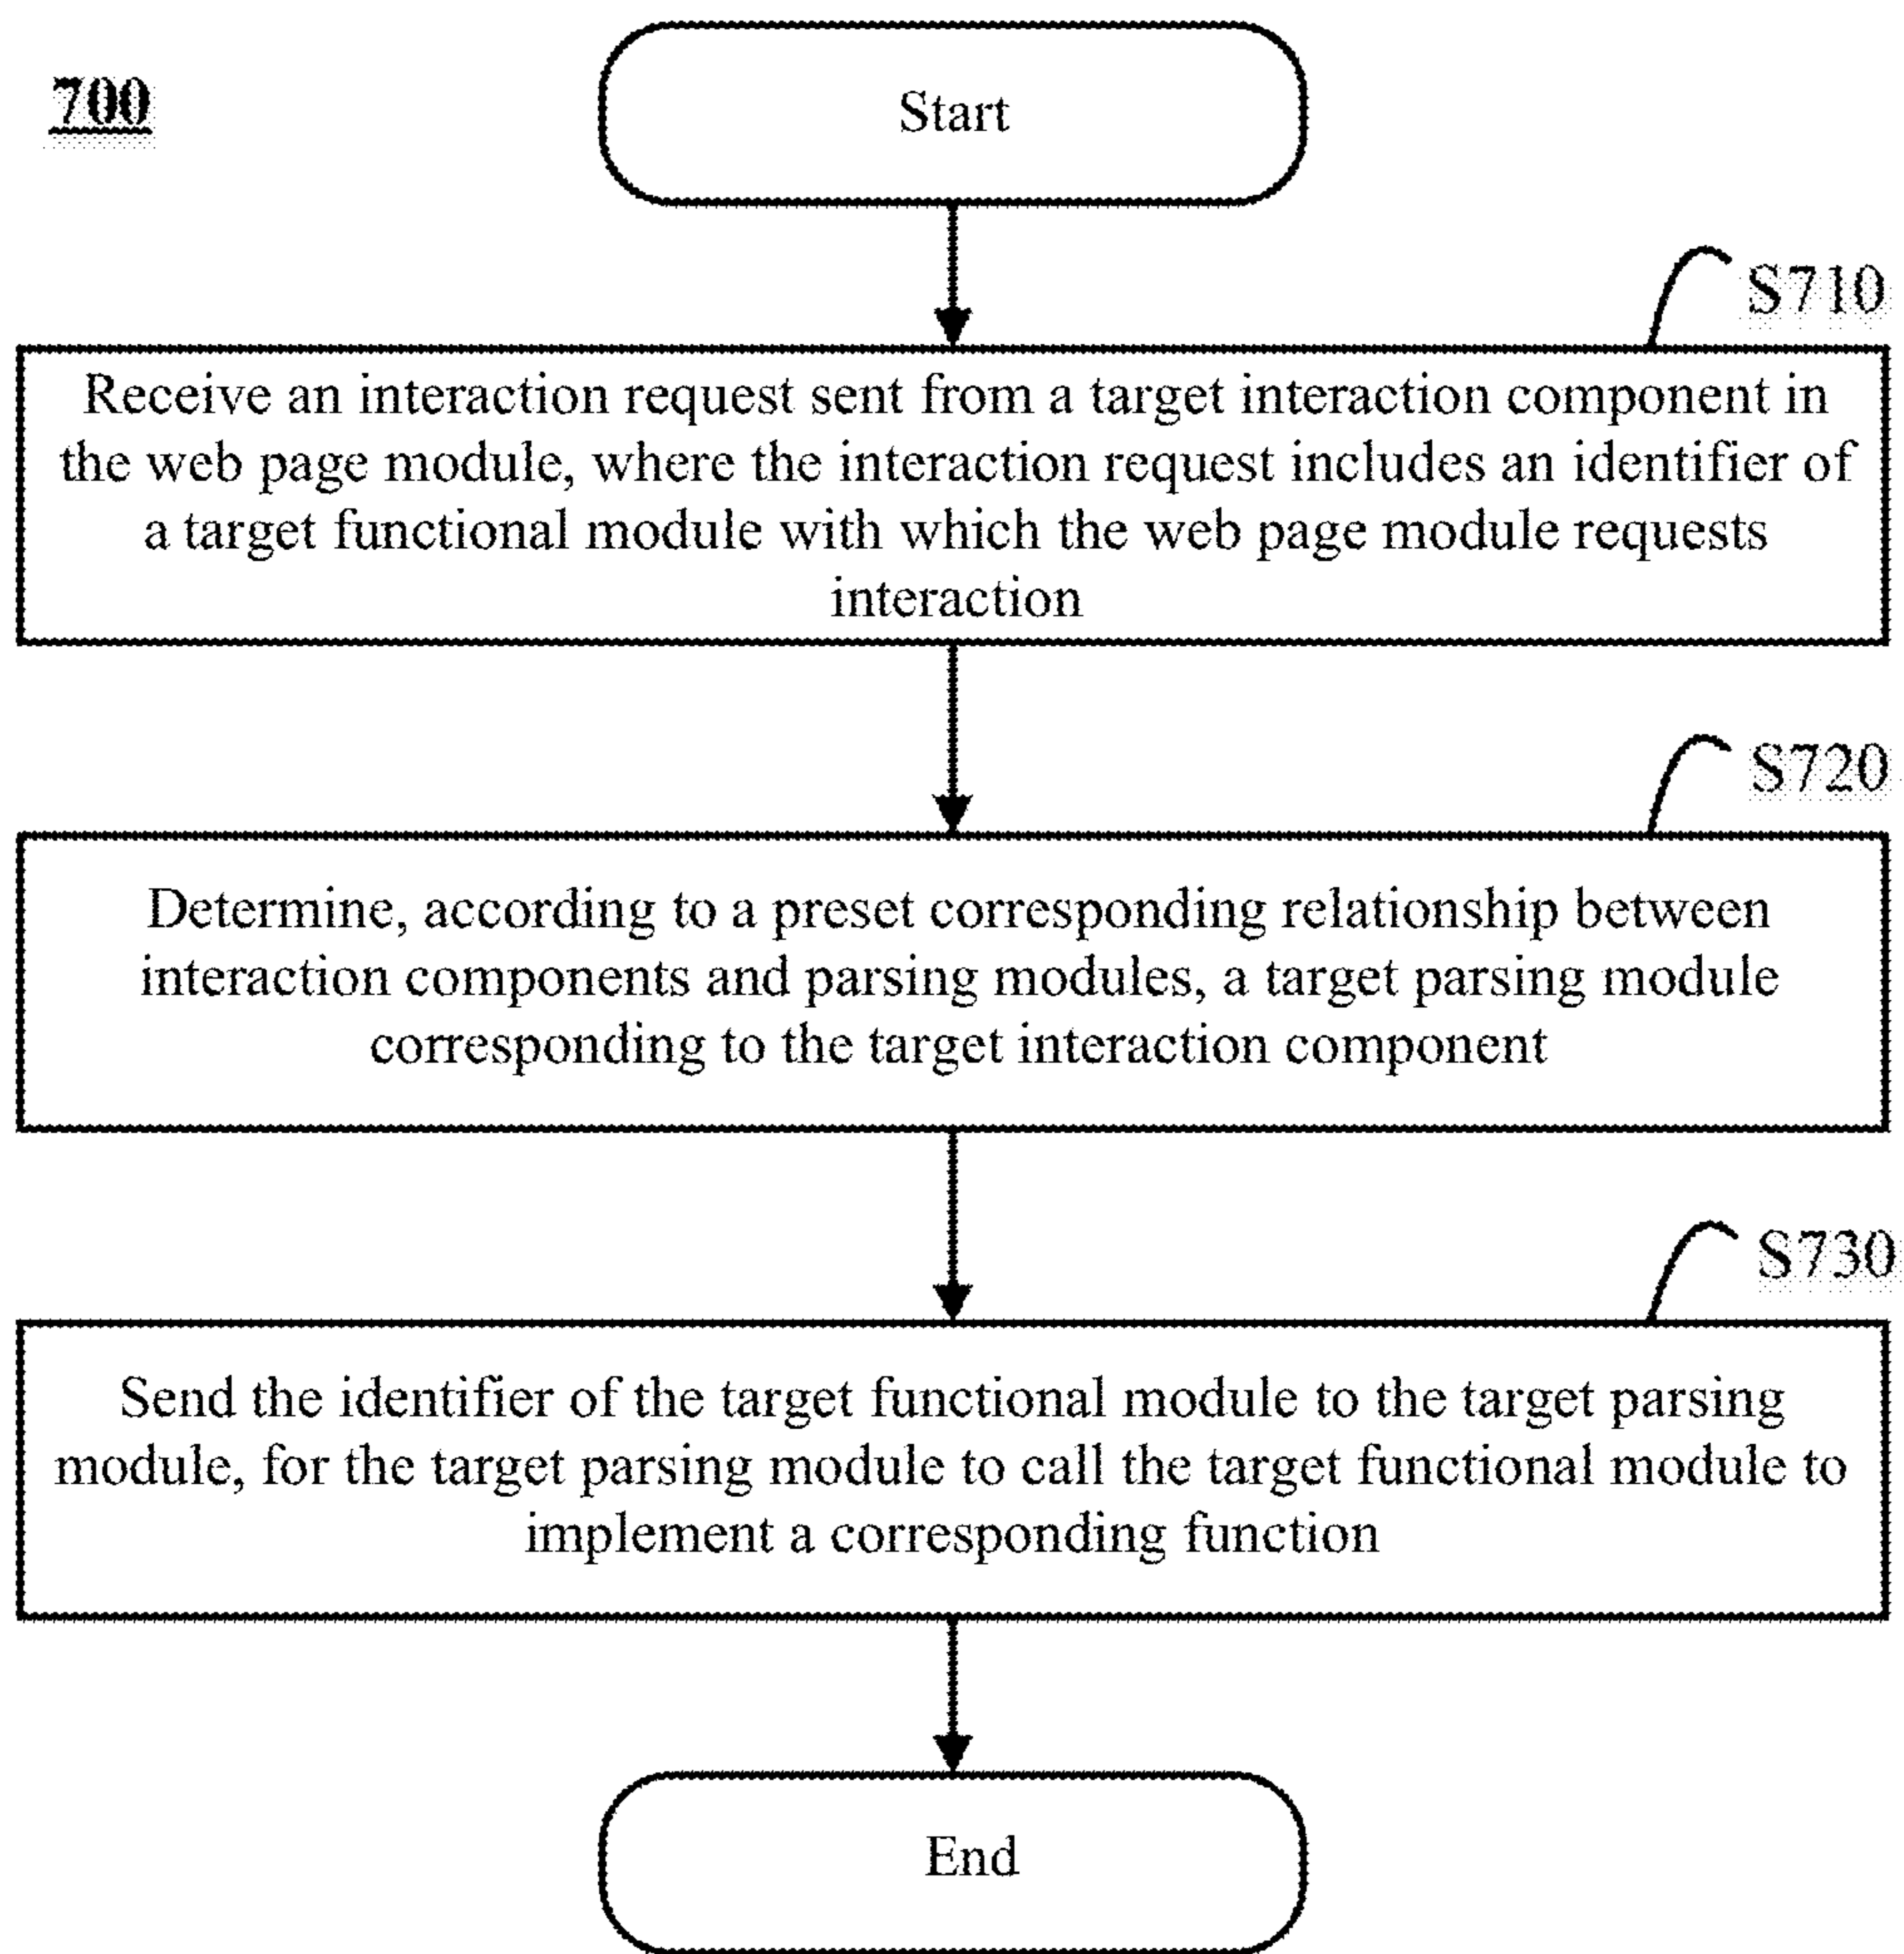 700
Start
S710
Receive an interaction request sent from a target interaction component in
the web page module, where the interaction request includes an identifier of
a target functional module with which the web page module requests
interaction
S720
Determine, according to a preset corresponding relationship between
interaction components and parsing modules, a target parsing module
corresponding to the target interaction component
S730
Send the identifier of the target functional module to the target parsing
module, for the target parsing module to call the target functional module to
implement a corresponding function
End